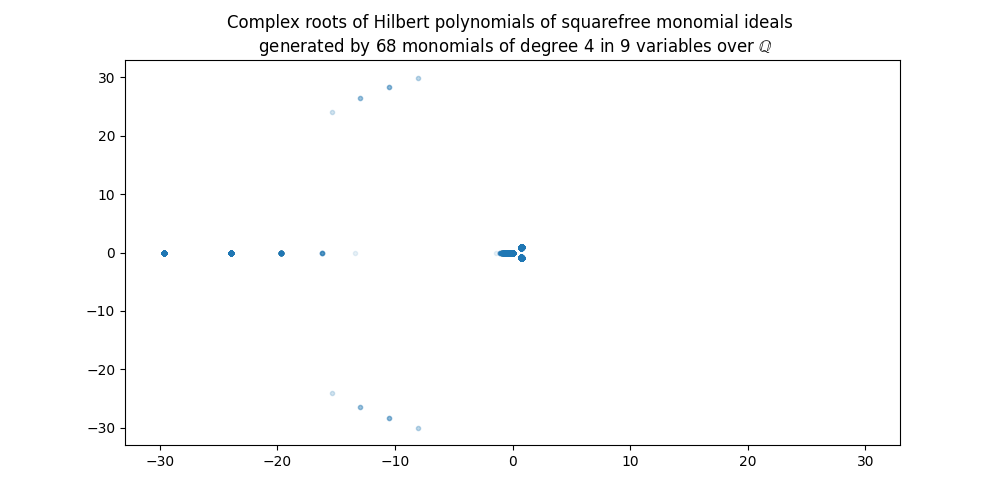 Complex roots of Hilbert polynomials of squarefree monomial ideals
generated by 68 monomials of degree 4 in 9 variables over ℚ
30
20
10
0
−10
−20
−30
−30 −20 −10 0 10 20 30